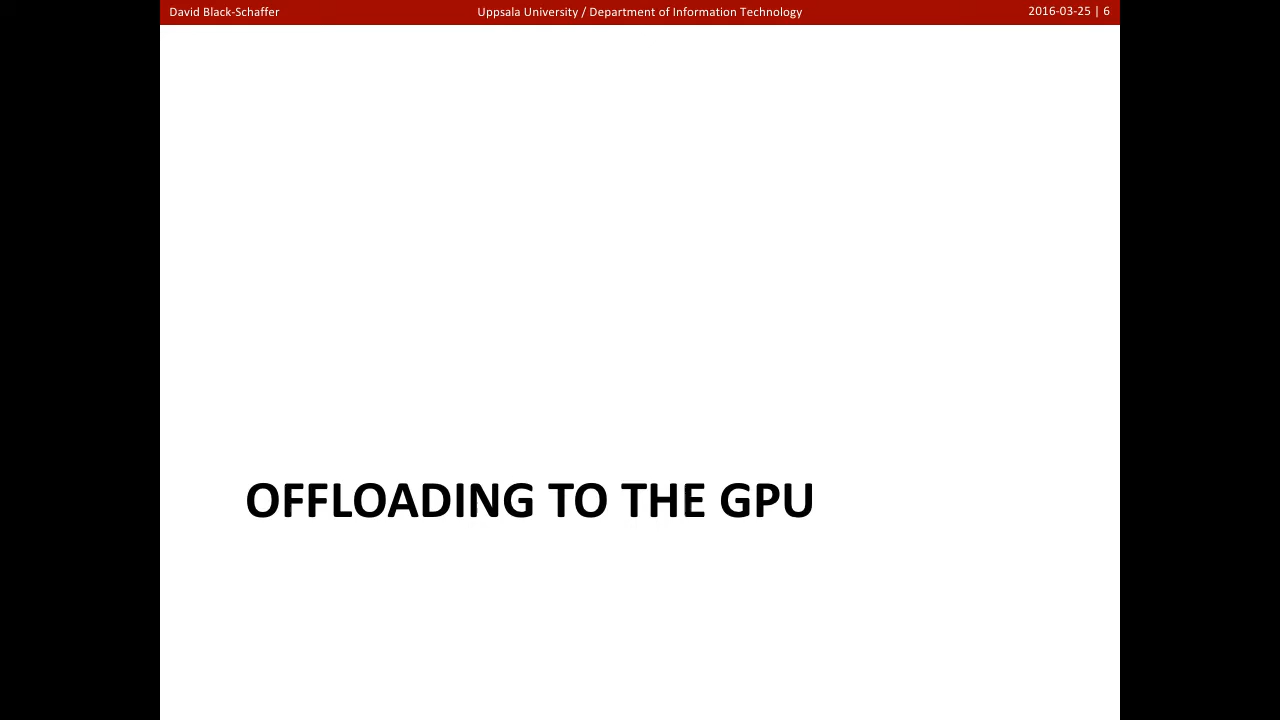 David Black-Schaffer
Uppsala University / Department of Information Technology
2016-03-25 | 6
OFFLOADING TO THE GPU